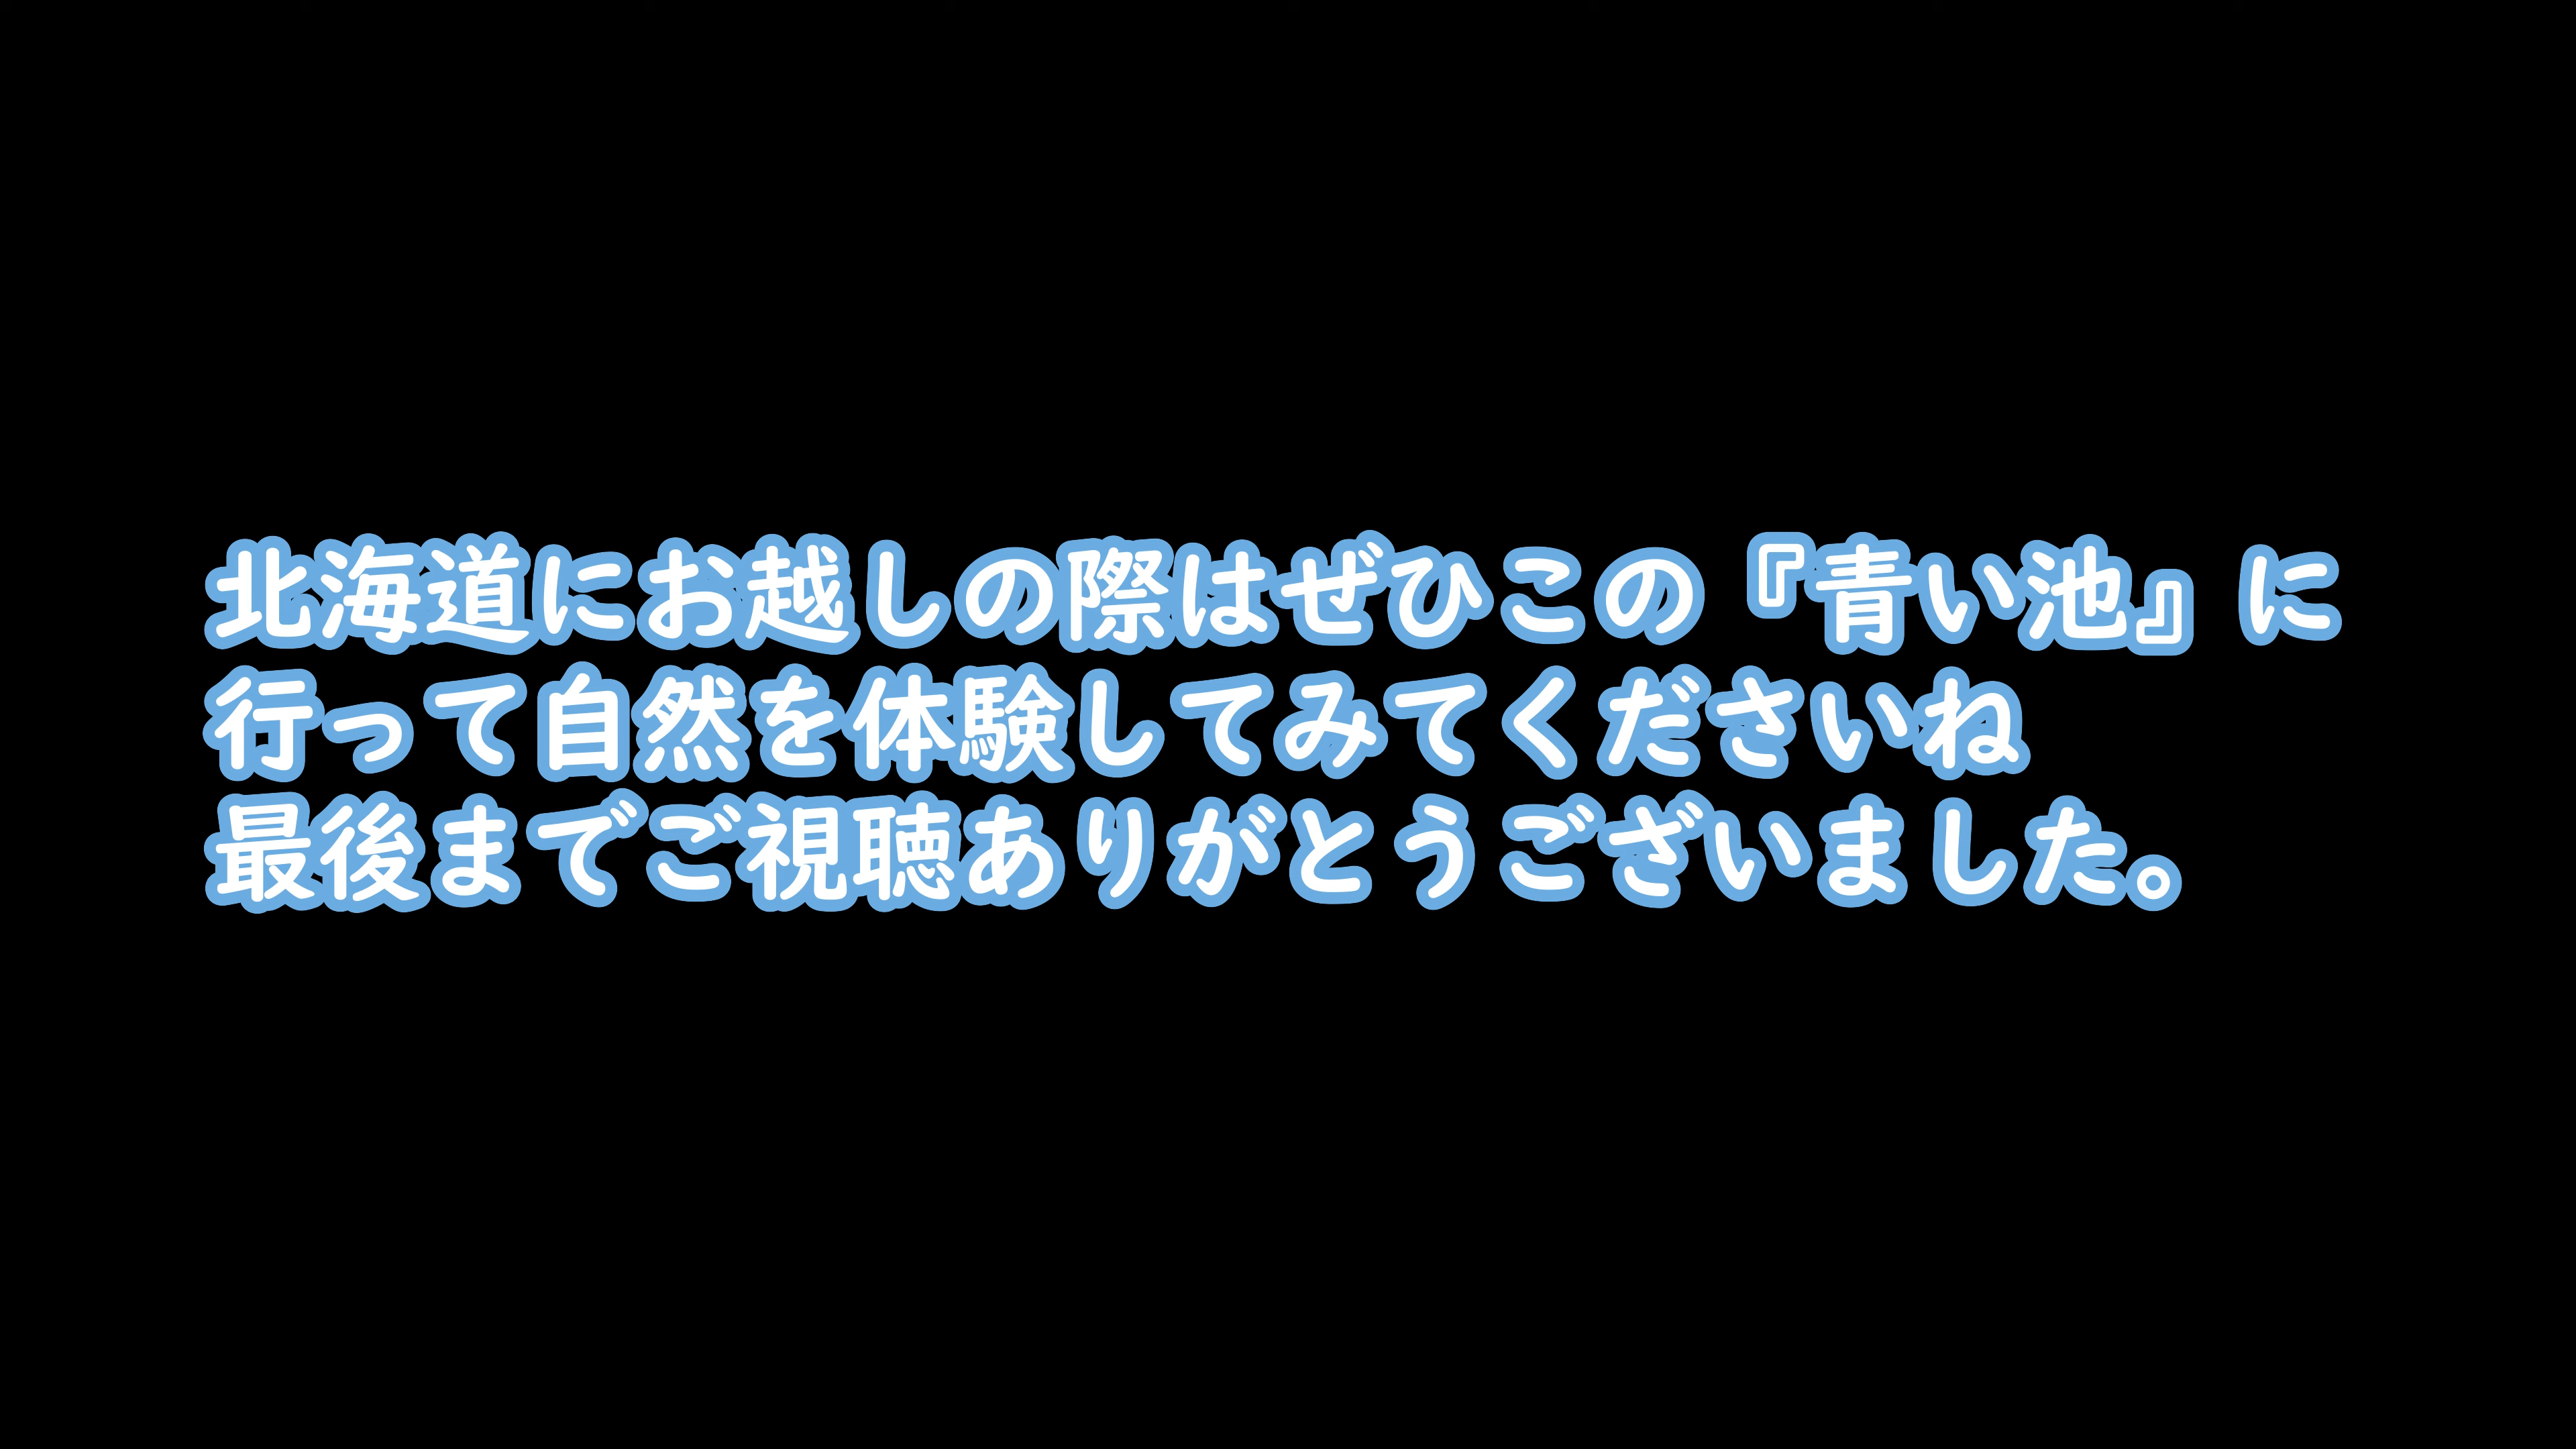 北海道にお越しの際はぜひこの『青い池』に
行って自然を体験してみてくださいね
最後までご視聴ありがとうございました。